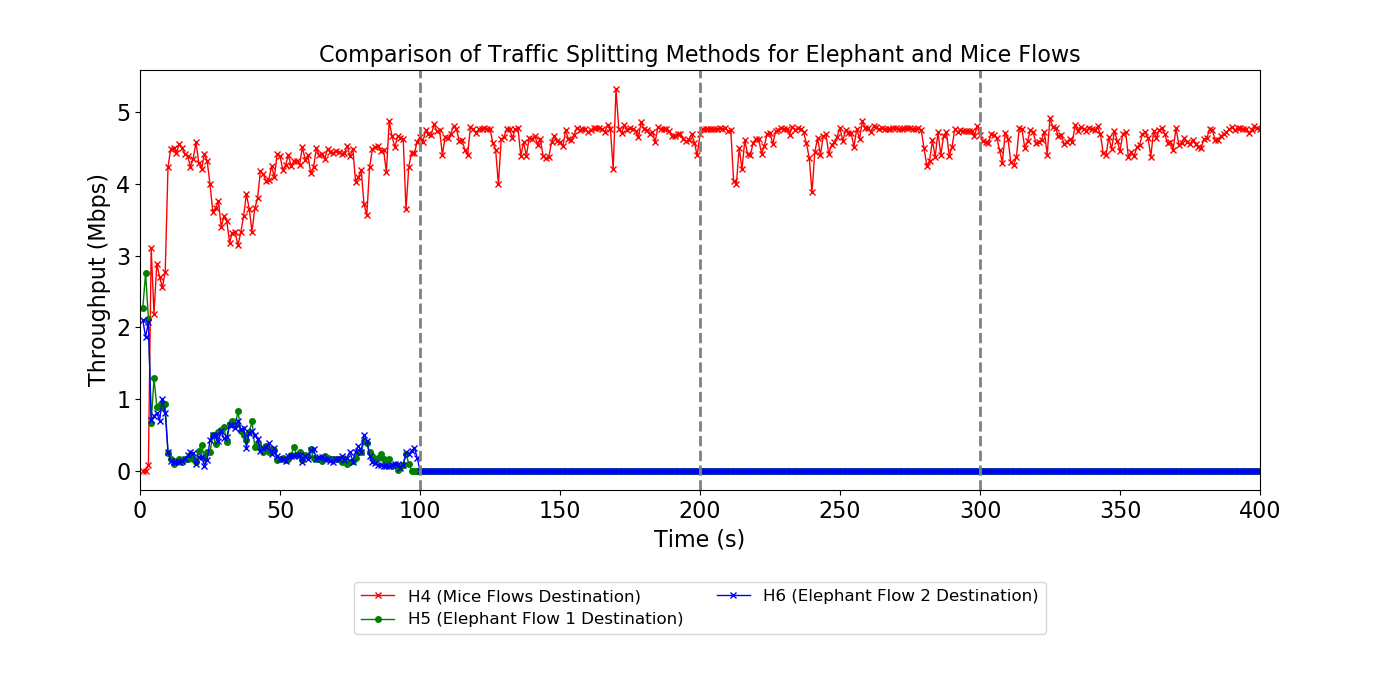 Comparison of Traffic Splitting Methods for Elephant and Mice Flows
Throughput (Mbps)
5
4
3
2
1
0
0 50 100 150 200 250 300 350 400
Time (s)
H4 (Mice Flows Destination)
H5 (Elephant Flow 1 Destination)
H6 (Elephant Flow 2 Destination)